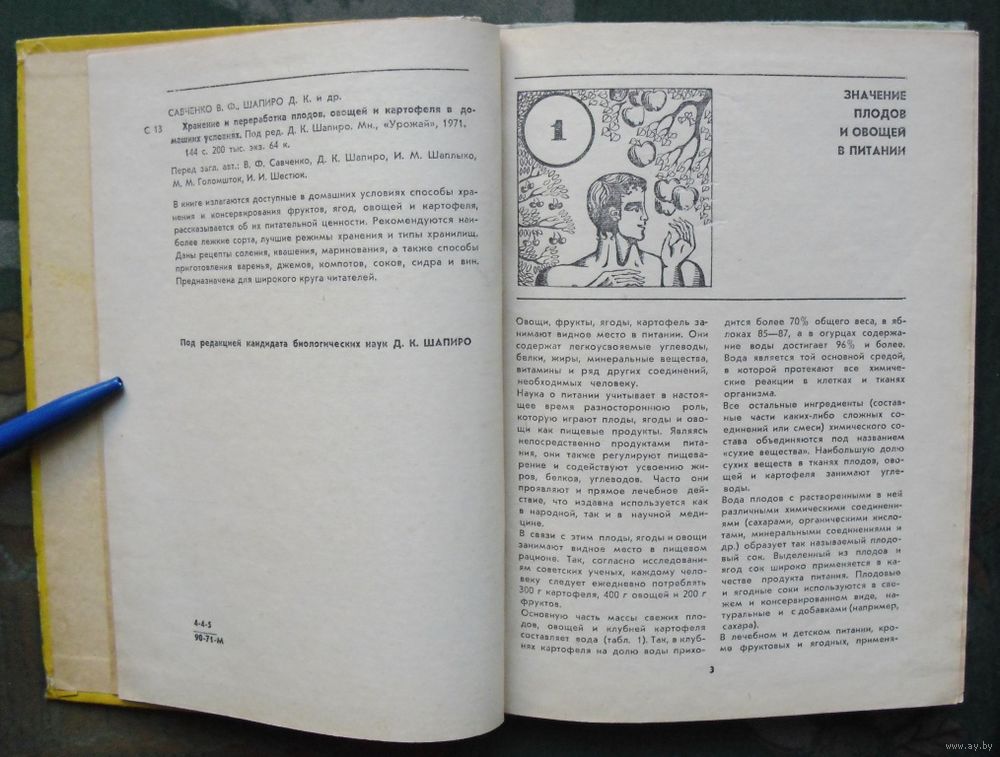 САВЧЕНКО В. Ф., ШАПИРО Д. К. и др.
С 13 Хранение и переработка плодов, овощей и картофеля в до-
машних условиях. Под ред. Д. К. Шапиро. Мн., «Урожай», 1971.
144 с. 200 тыс. экз. 64 к.
Перед загл. авт.: В. Ф. Савченко, Д. К. Шапиро, И. М. Шаплыко,
М. М. Голомшток, И. И. Шестюк.
В книге излагаются доступные в домашних условиях способы хра-
нения и консервирования фруктов, ягод, овощей и картофеля,
рассказывается об их питательной ценности. Рекомендуются наи-
более лежкие сорта, лучшие режимы хранения и типы хранилищ.
Даны рецепты соления, квашения, маринования, а также способы
приготовления варенья, джемов, компотов, соков, сидра и вин.
Предназначена для широкого круга читателей.
Под редакцией кандидата биологических наук Д. К. ШАПИРО
4-4-5
90-71-М
1
ЗНАЧЕНИЕ
ПЛОДОВ
И ОВОЩЕЙ
В ПИТАНИИ
Овощи, фрукты, ягоды, картофель за-
нимают видное место в питании. Они
содержат легкоусвояемые углеводы,
белки, жиры, минеральные вещества,
витамины и ряд других соединений,
необходимых человеку.
Наука о питании учитывает в настоя-
щее время разностороннюю роль,
которую играют плоды, ягоды и ово-
щи как пищевые продукты. Являясь
непосредственно продуктами пита-
ния, они также регулируют пищева-
рение и содействуют усвоению жи-
ров, белков, углеводов. Часто они
проявляют и прямое лечебное дей-
ствие, что издавна используется как
в народной, так и в научной меди-
цине.
В связи с этим плоды, ягоды и овощи
занимают видное место в пищевом
рационе. Так, согласно исследовани-
ям советских ученых, каждому чело-
веку следует ежедневно потреблять
300 г картофеля, 400 г овощей и 200 г
фруктов.
Основную часть массы свежих пло-
дов, овощей и клубней картофеля
составляет вода (табл. 1). Так, в клуб-
нях картофеля на долю воды прихо-
дится более 70% общего веса, в яб-
локах 85—87, а в огурцах содержа-
ние воды достигает 96% и более.
Вода является той основной средой,
в которой протекают все химиче-
ские реакции в клетках и тканях
организма.
Все остальные ингредиенты (состав-
ные части каких-либо сложных со-
единений или смеси) химического со-
става объединяются под названием
«сухие вещества». Наибольшую долю
сухих веществ в тканях плодов, ово-
щей и картофеля занимают угле-
воды.
Вода плодов с растворенными в ней
различными химическими соединени-
ями (сахарами, органическими кисло-
тами, минеральными соединениями и
др.) образует так называемый плодо-
вый сок. Выделенный из плодов и
ягод сок широко применяется в ка-
честве продукта питания. Плодовые
и ягодные соки используются в све-
жем и консервированном виде, на-
туральные и с добавками (например,
сахара).
В лечебном и детском питании, кро-
ме фруктовых и ягодных, применя-
3
www.ay.by